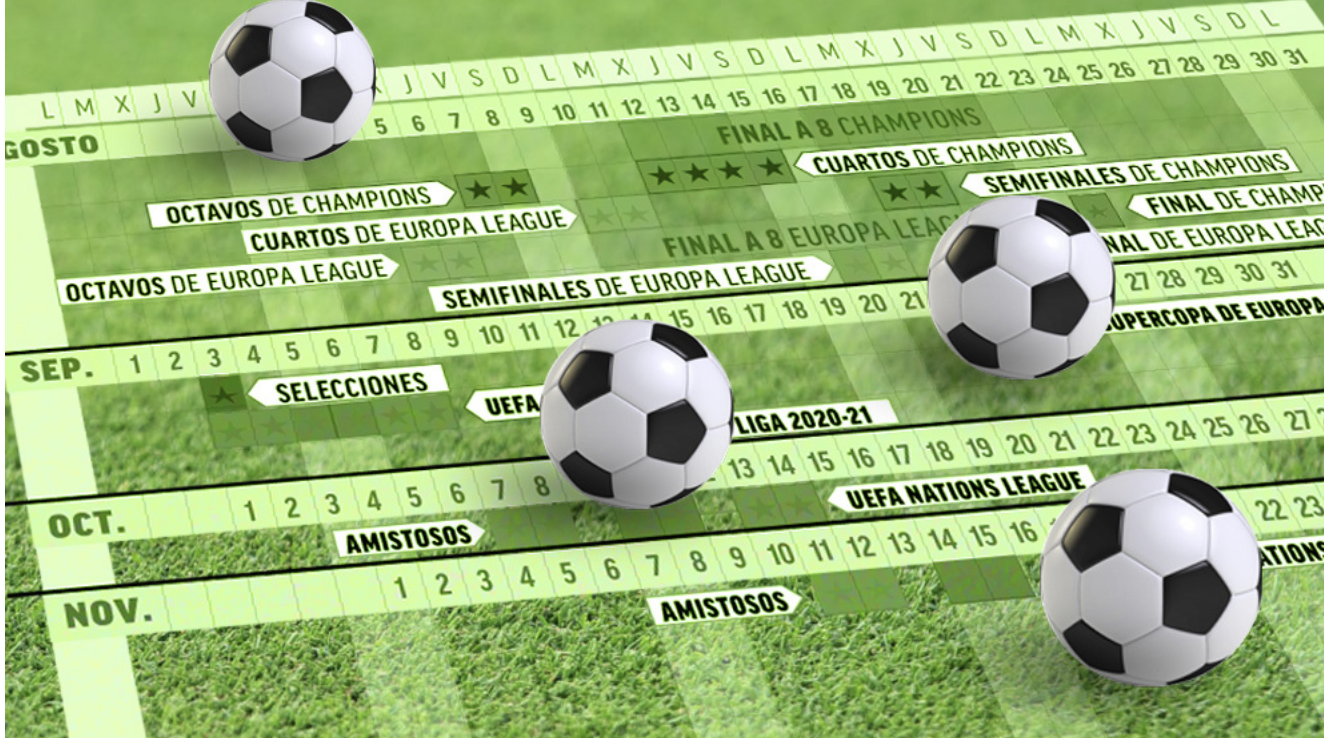 L M X J V J V S D L M X J V S D L M X J V S D L M X J V S D L
GOSTO 5 6 7 8 9 10 11 12 13 14 15 16 17 18 19 20 21 22 23 24 25 26 27 28 29 30 31
FINAL A 8 CHAMPIONS
CUARTOS DE CHAMPIONS
OCTAVOS DE CHAMPIONS
SEMIFINALES DE CHAMPIONS
CUARTOS DE EUROPA LEAGUE
FINAL DE CHAMP
FINAL A 8 EUROPA LEAG
NAL DE EUROPA LEAG
OCTAVOS DE EUROPA LEAGUE
SEMIFINALES DE EUROPA LEAGUE
SEP. 1 2 3 4 5 6 7 8 9 10 11 12 13 14 15 16 17 18 19 20 21 27 28 29 30 31
SUPERCOPA DE EUROPA
SELECCIONES
UEFA
LIGA 2020-21
OCT. 1 2 3 4 5 6 7 8 13 14 15 16 17 18 19 20 21 22 23 24 25 26 27
UEFA NATIONS LEAGUE
AMISTOSOS
NOV. 1 2 3 4 5 6 7 8 9 10 11 12 13 14 15 16 22 23
ATIONS
AMISTOSOS